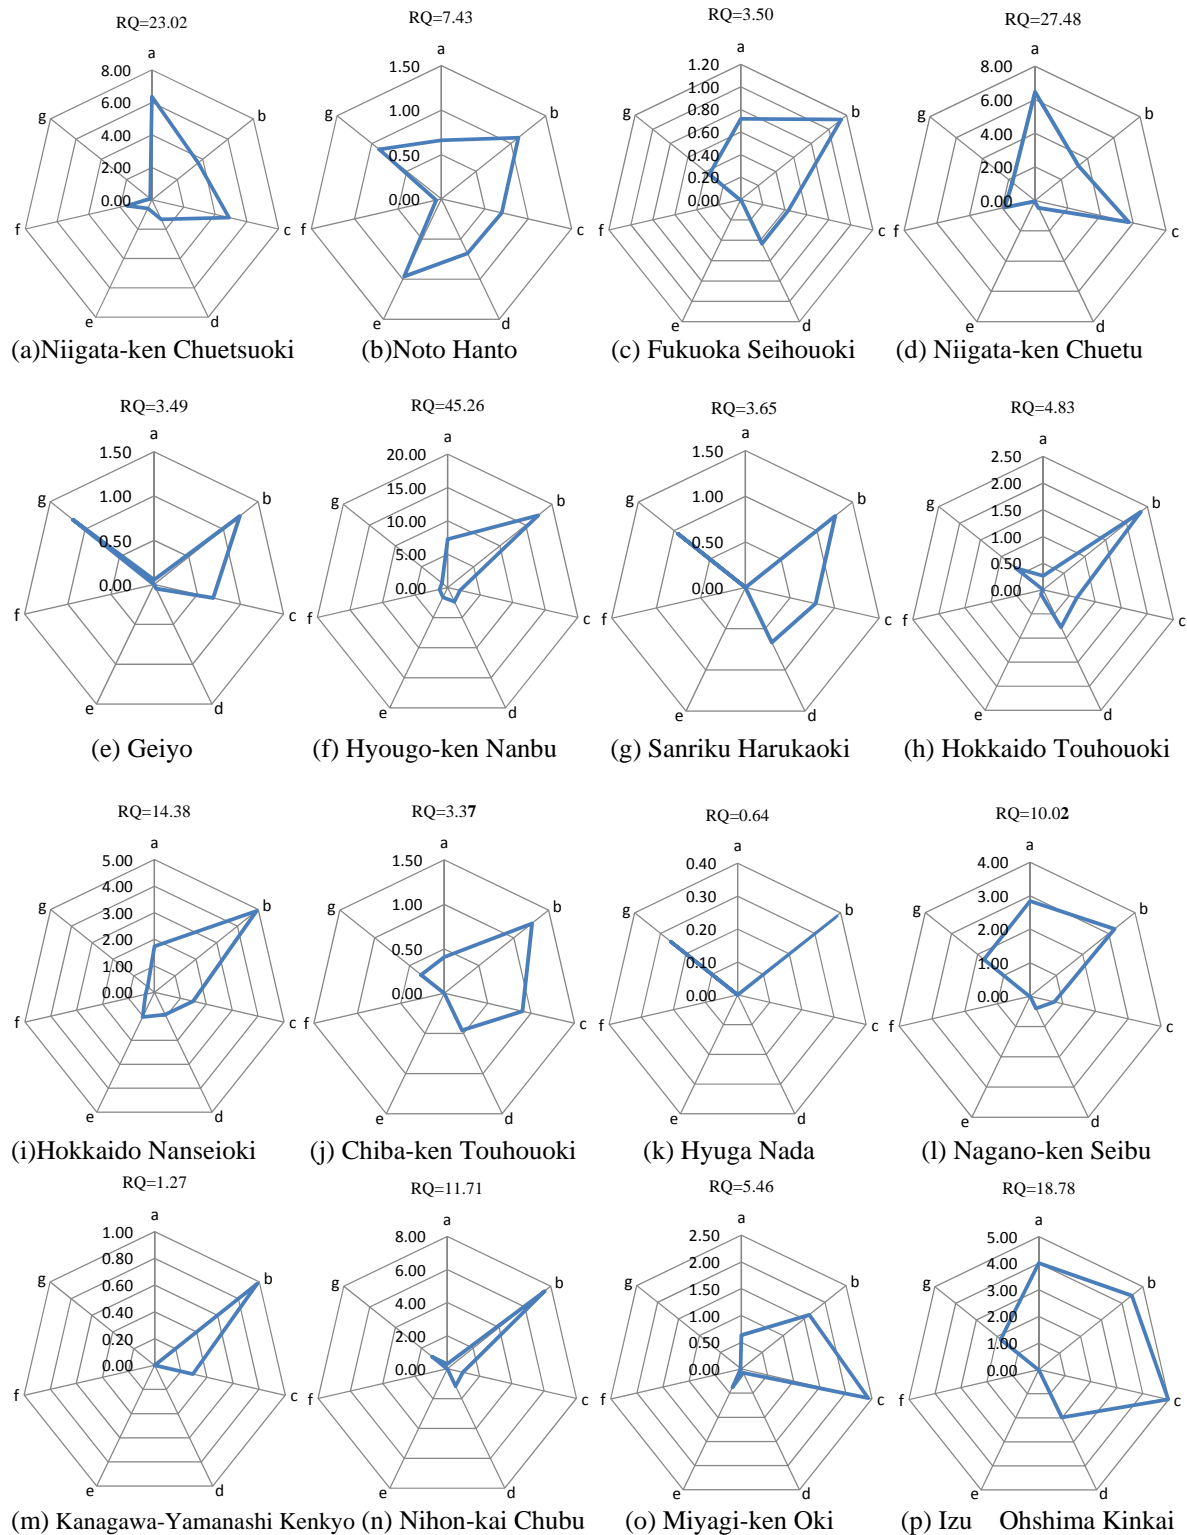 RQ=23.02
a
8.00
6.00
4.00
2.00
0.00
b
c
d
e
f
g
(a)Niigata-ken Chuetsuoki
RQ=7.43
a
1.50
1.00
0.50
0.00
b
c
d
e
f
g
(b)Noto Hanto
RQ=3.50
a
1.20
1.00
0.80
0.60
0.40
0.20
0.00
b
c
d
e
f
g
(c) Fukuoka Seihouoki
RQ=27.48
a
8.00
6.00
4.00
2.00
0.00
b
c
d
e
f
g
(d) Niigata-ken Chuetu
RQ=3.49
a
1.50
1.00
0.50
0.00
b
c
d
e
f
g
(e) Geiyo
RQ=45.26
a
20.00
15.00
10.00
5.00
0.00
b
c
d
e
f
g
(f) Hyougo-ken Nanbu
RQ=3.65
a
1.50
1.00
0.50
0.00
b
c
d
e
f
g
(g) Sanriku Harukaoki
RQ=4.83
a
2.50
2.00
1.50
1.00
0.50
0.00
b
c
d
e
f
g
(h) Hokkaido Touhouoki
RQ=14.38
a
5.00
4.00
3.00
2.00
1.00
0.00
b
c
d
e
f
g
(i)Hokkaido Nanseioki
RQ=3.37
a
1.50
1.00
0.50
0.00
b
c
d
e
f
g
(j) Chiba-ken Touhouoki
RQ=0.64
a
0.40
0.30
0.20
0.10
0.00
b
c
d
e
f
g
(k) Hyuga Nada
RQ=10.02
a
4.00
3.00
2.00
1.00
0.00
b
c
d
e
f
g
(l) Nagano-ken Seibu
RQ=1.27
a
1.00
0.80
0.60
0.40
0.20
0.00
b
c
d
e
f
g
(m) Kanagawa-Yamanashi Kenkyo
RQ=11.71
a
8.00
6.00
4.00
2.00
0.00
b
c
d
e
f
g
(n) Nihon-kai Chubu
RQ=5.46
a
2.50
2.00
1.50
1.00
0.50
0.00
b
c
d
e
f
g
(o) Miyagi-ken Oki
RQ=18.78
a
5.00
4.00
3.00
2.00
1.00
0.00
b
c
d
e
f
g
(p) Izu Ohshima Kinkai